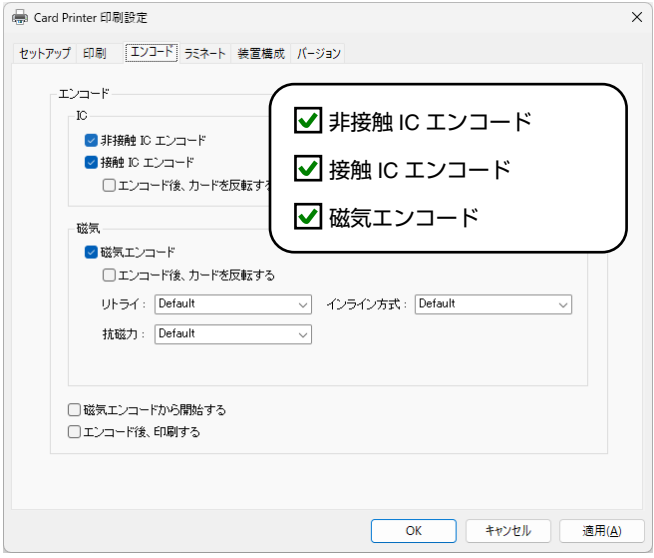 Card Printer 印刷設定
セットアップ 印刷 エンコード ラミネート 装置構成 バージョン
エンコード
IC
非接触 IC エンコード
接触 IC エンコード
エンコード後、カードを反転する
非接触 IC エンコード
接触 IC エンコード
磁気エンコード
磁気
磁気エンコード
エンコード後、カードを反転する
リトライ : Default インライン方式 : Default
抗磁力 : Default
磁気エンコードから開始する
エンコード後、印刷する
OK キャンセル 適用(A)